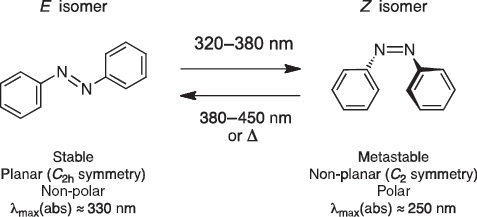 E isomer
Z isomer
320–380 nm
N
N
N=N
380–450 nm
or Δ
Stable
Metastable
Planar (C2h symmetry)
Non-planar (C2 symmetry)
Non-polar
Polar
λmax(abs) ≈ 330 nm
λmax(abs) ≈ 250 nm